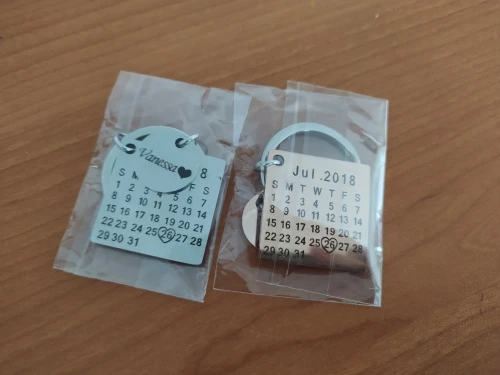 Vanessa
8
S M F S
1 2 3 4 5 6 7
8 9 10 11 12 13 14
15 16 17 18 19 20 21
22 23 24 25 26 27 28
29 30 31
Jul .2018
S M T W T F S
1 2 3 4 5 6 7
8 9 10 11 12 13 14
15 16 17 18 19 20 21
22 23 24 25 26 27 28
29 30 31